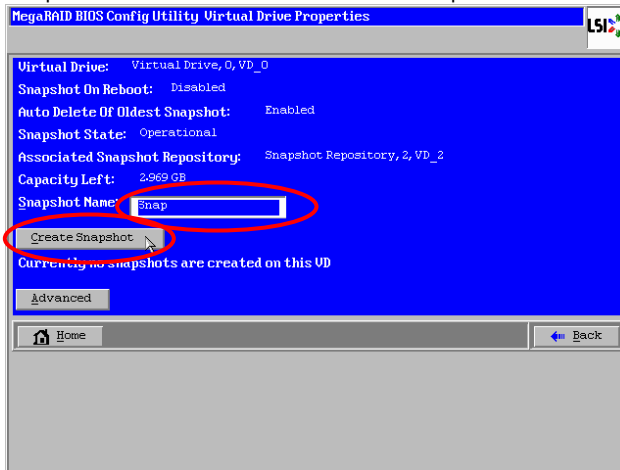 MegaRAID BIOS Config Utility Virtual Drive Properties
LSI
Virtual Drive: Virtual Drive, 0, VD_0
Snapshot On Reboot: Disabled
Auto Delete Of Oldest Snapshot: Enabled
Snapshot State: Operational
Associated Snapshot Repository: Snapshot Repository, 2, VD_2
Capacity Left: 2.969 GB
Snapshot Name: Snap
Create Snapshot
Currently no snapshots are created on this VD
Advanced
Home
Back